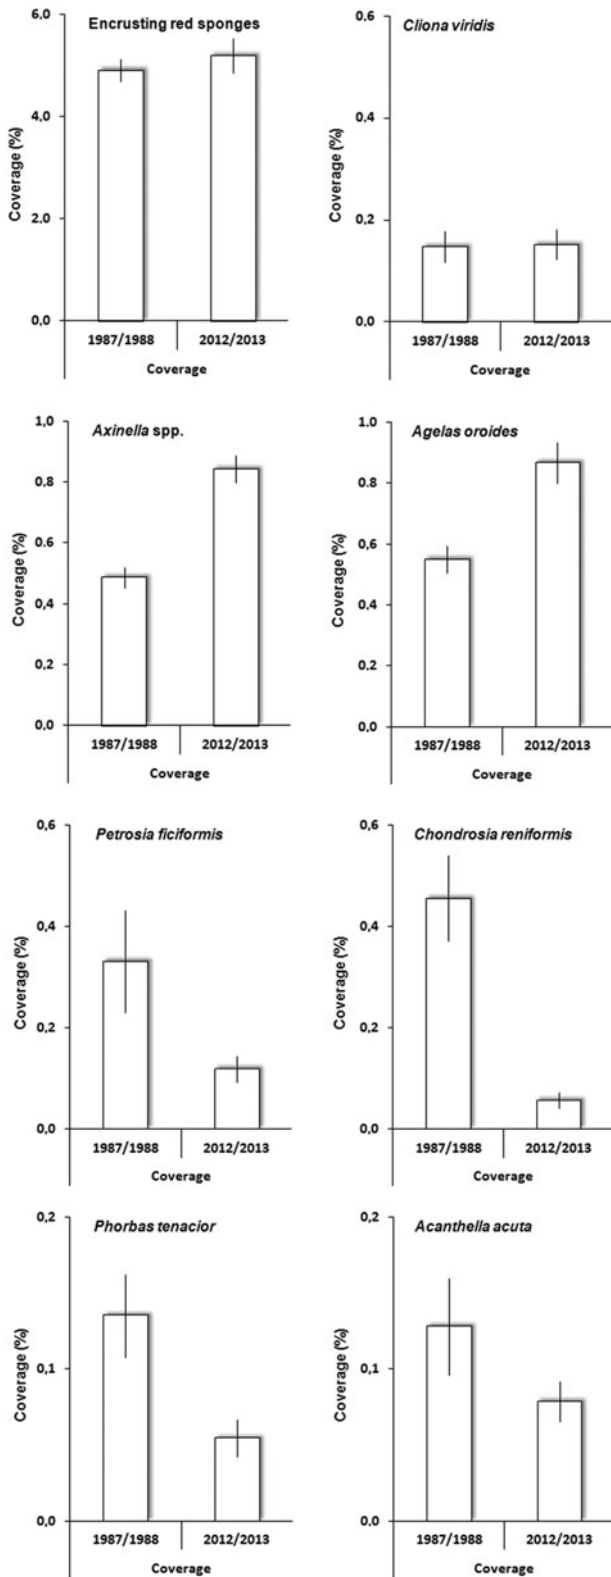 Encrusting red sponges
Coverage (%)
6.0
4,0
2.0
0,0
1987/1988
2012/2013
Coverage
Cliona viridis
Coverage (%)
0,6
0,4
0,2
0,0
1987/1988
2012/2013
Coverage
Axinella spp.
Coverage (%)
1.0
0,8
0,6
0,4
0,2
0,0
1987/1988
2012/2013
Coverage
Agelas oroides
Coverage (%)
1.0
0,8
0,6
0,4
0,2
0,0
1987/1988
2012/2013
Coverage
Petrosia ficiformis
Coverage (%)
0,6
0,4
0,2
0,0
1987/1988
2012/2013
Coverage
Chondrosia reniformis
Coverage (%)
0,6
0,4
0,2
0,0
1987/1988
2012/2013
Coverage
Phorbas tenacior
Coverage (%)
0,2
0,1
0,0
1987/1988
2012/2013
Coverage
Acanthella acuta
Coverage (%)
0,2
0,1
0,0
1987/1988
2012/2013
Coverage